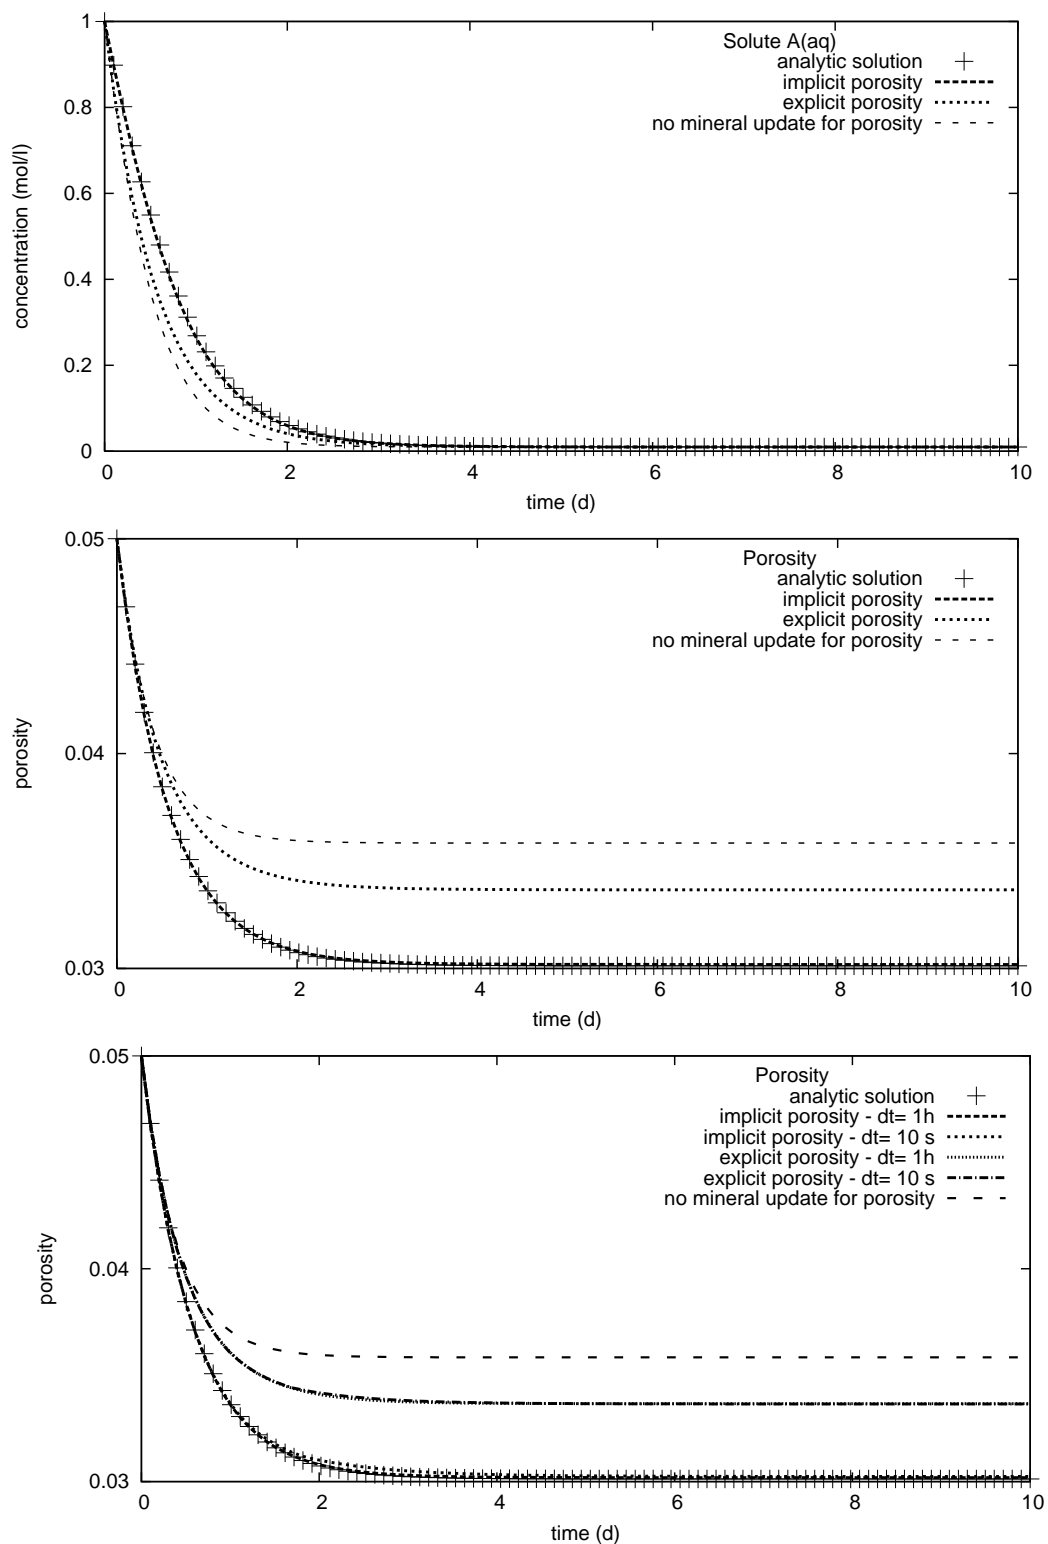 Solute A(aq)
analytic solution
implicit porosity
explicit porosity
no mineral update for porosity
1
0.8
0.6
0.4
0.2
0
concentration (mol/l)
0 2 4 6 8 10
time (d)
Porosity
analytic solution
implicit porosity
explicit porosity
no mineral update for porosity
0.05
0.04
0.03
porosity
0 2 4 6 8 10
time (d)
Porosity
analytic solution
implicit porosity - dt= 1h
implicit porosity - dt= 10 s
explicit porosity - dt= 1h
explicit porosity - dt= 10 s
no mineral update for porosity
0.05
0.04
0.03
porosity
0 2 4 6 8 10
time (d)